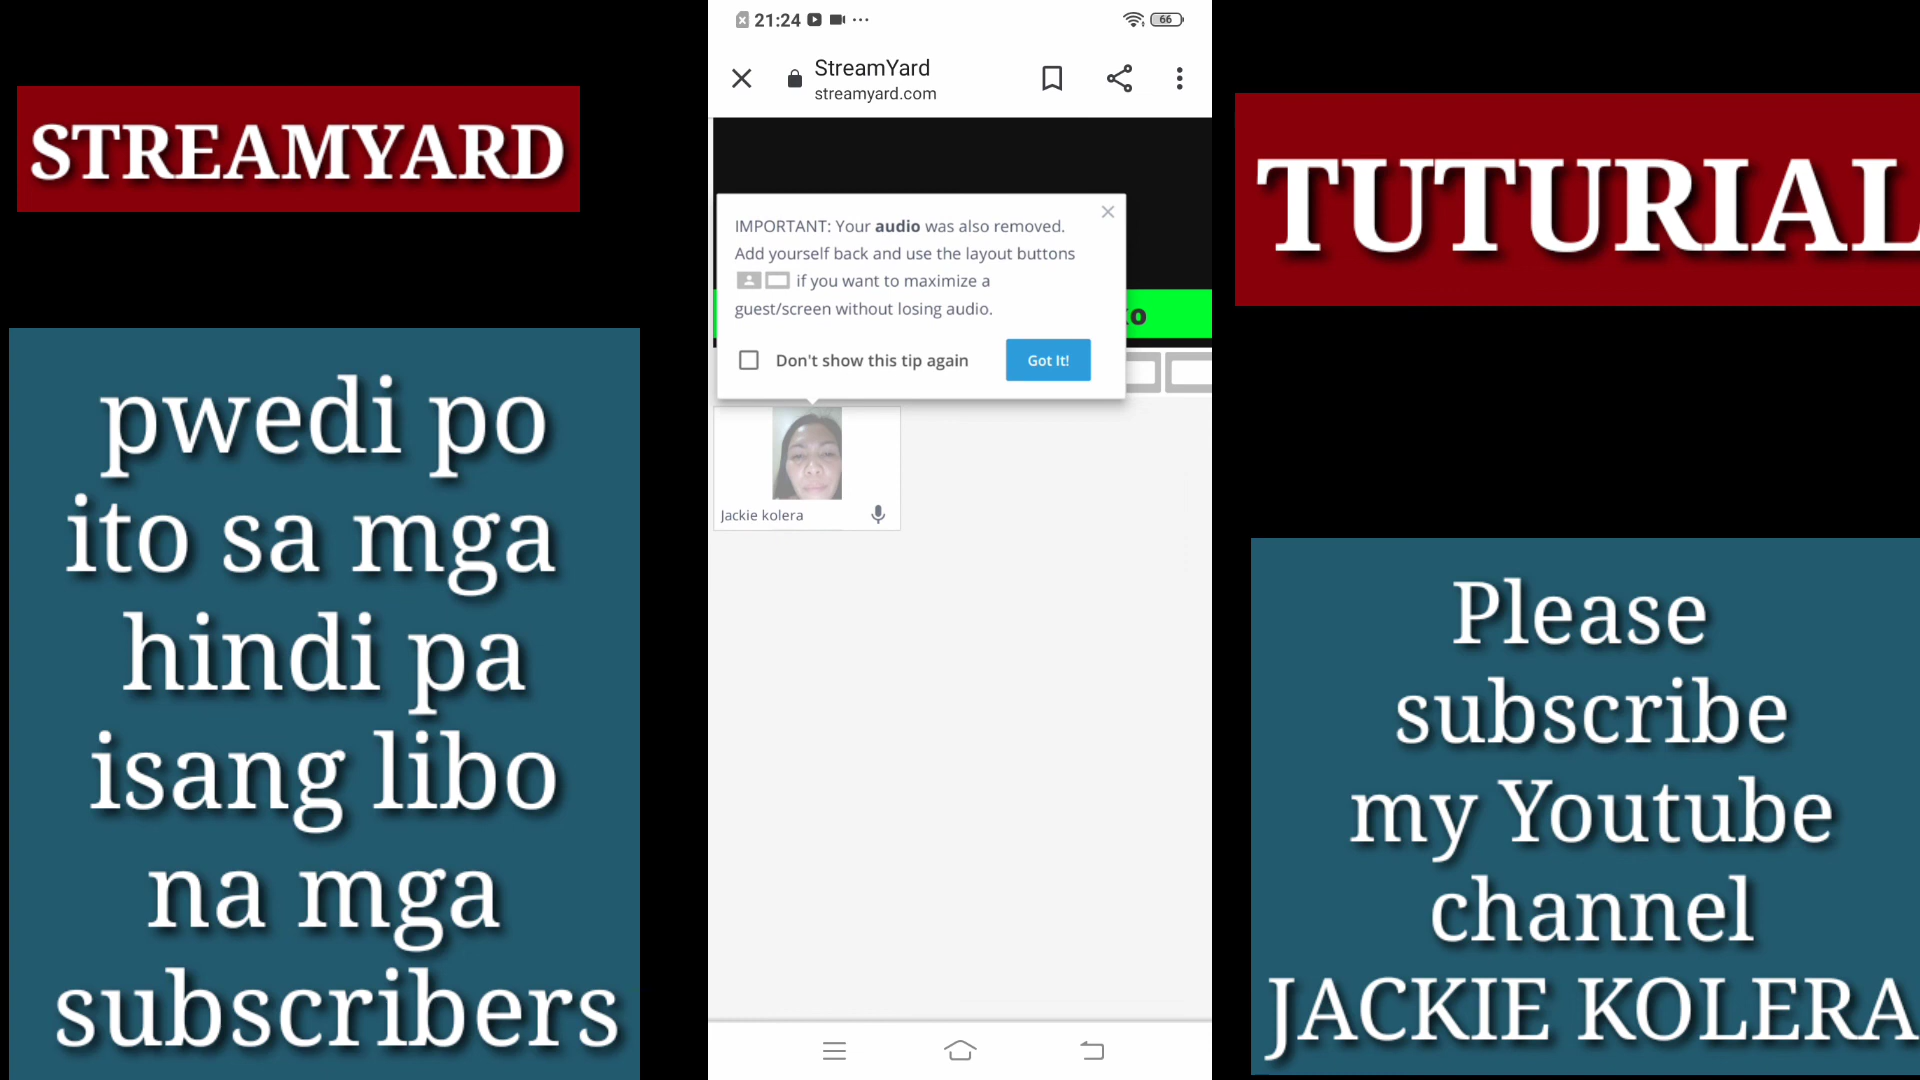 STREAMYARD
pwedi po
ito sa mga
hindi pa
isang libo
na mga
subscribers
21:24
66
StreamYard
streamyard.com
IMPORTANT: Your audio was also removed.
Add yourself back and use the layout buttons
if you want to maximize a
guest/screen without losing audio.
Don't show this tip again
Got It!
Jackie kolera
TUTURIAL
Please
subscribe
my Youtube
channel
JACKIE KOLERA